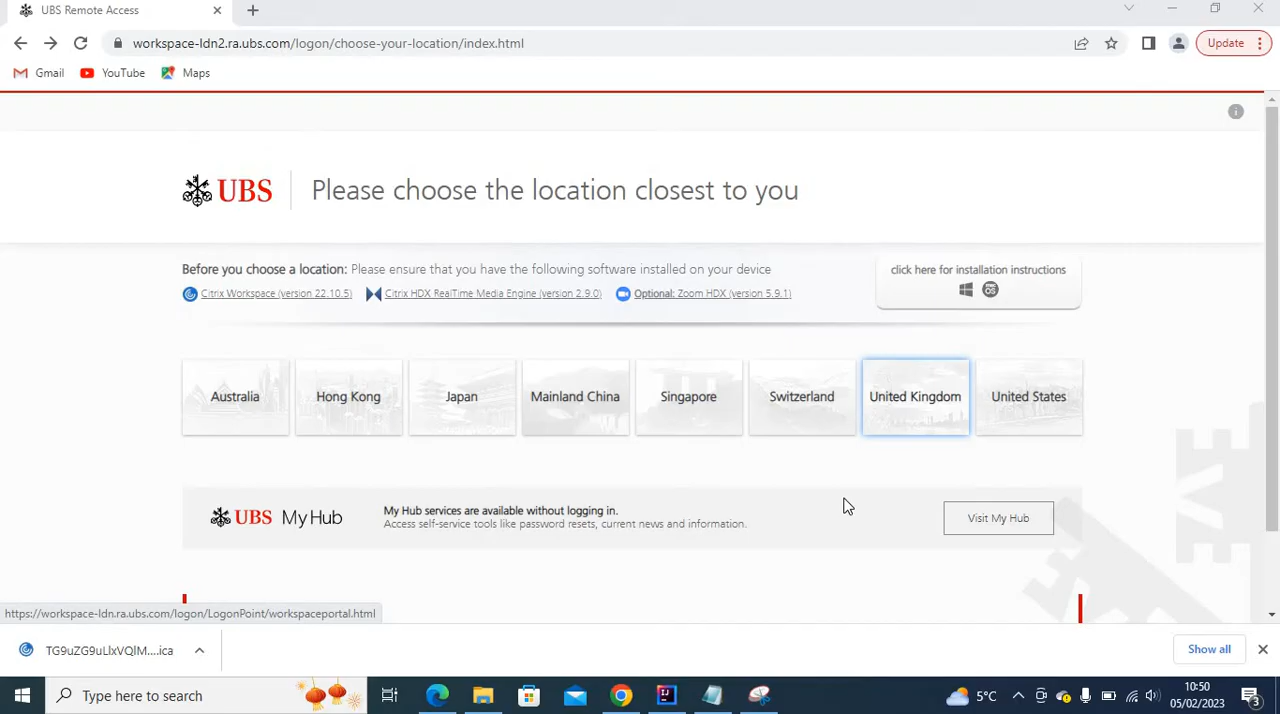 UBS Remote Access
workspace-ldn2.ra.ubs.com/logon/choose-your-location/index.html
Update
Gmail
YouTube
Maps
UBS
Please choose the location closest to you
Before you choose a location: Please ensure that you have the following software installed on your device
click here for installation instructions
Citrix Workspace (version 22.10.5)
Citrix HDX RealTime Media Engine (version 2.9.0)
Optional: Zoom HDX (version 5.9.1)
Australia
Hong Kong
Japan
Mainland China
Singapore
Switzerland
United Kingdom
United States
UBS My Hub
My Hub services are available without logging in.
Access self-service tools like password resets, current news and information.
Visit My Hub
https://workspace-ldn.ra.ubs.com/logon/LogonPoint/workspaceportal.html
TG9uZG9uLlxVQlM....ica
Show all
Type here to search
5°C
10:50
05/02/2023
3